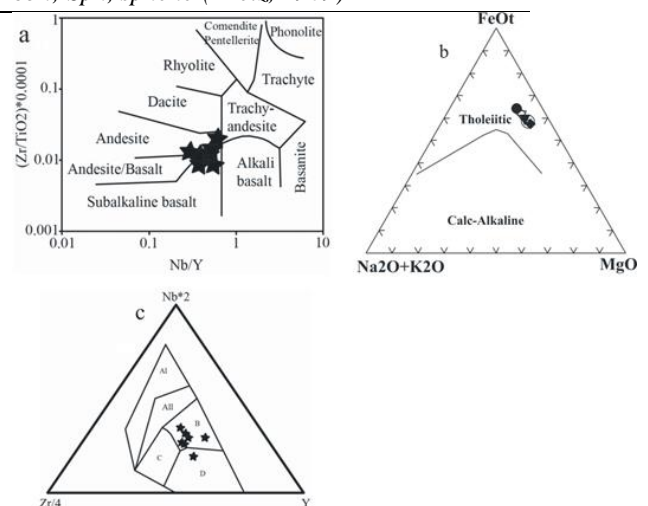 a
1
0.1
0.01
0.001
(Zr/TiO2)*0.0001
Comendite
Pentellerite
Phonolite
Rhyolite
Trachyte
Dacite
Trachy-
andesite
Andesite
Andesite/Basalt
Alkali
basalt
Basanite
Subalkaline basalt
0.01
0.1
1
10
Nb/Y
b
FeOt
Tholeiitic
Calc-Alkaline
Na2O+K2O
MgO
c
Nb*2
AI
AII
B
C
D
Zr/4
Y